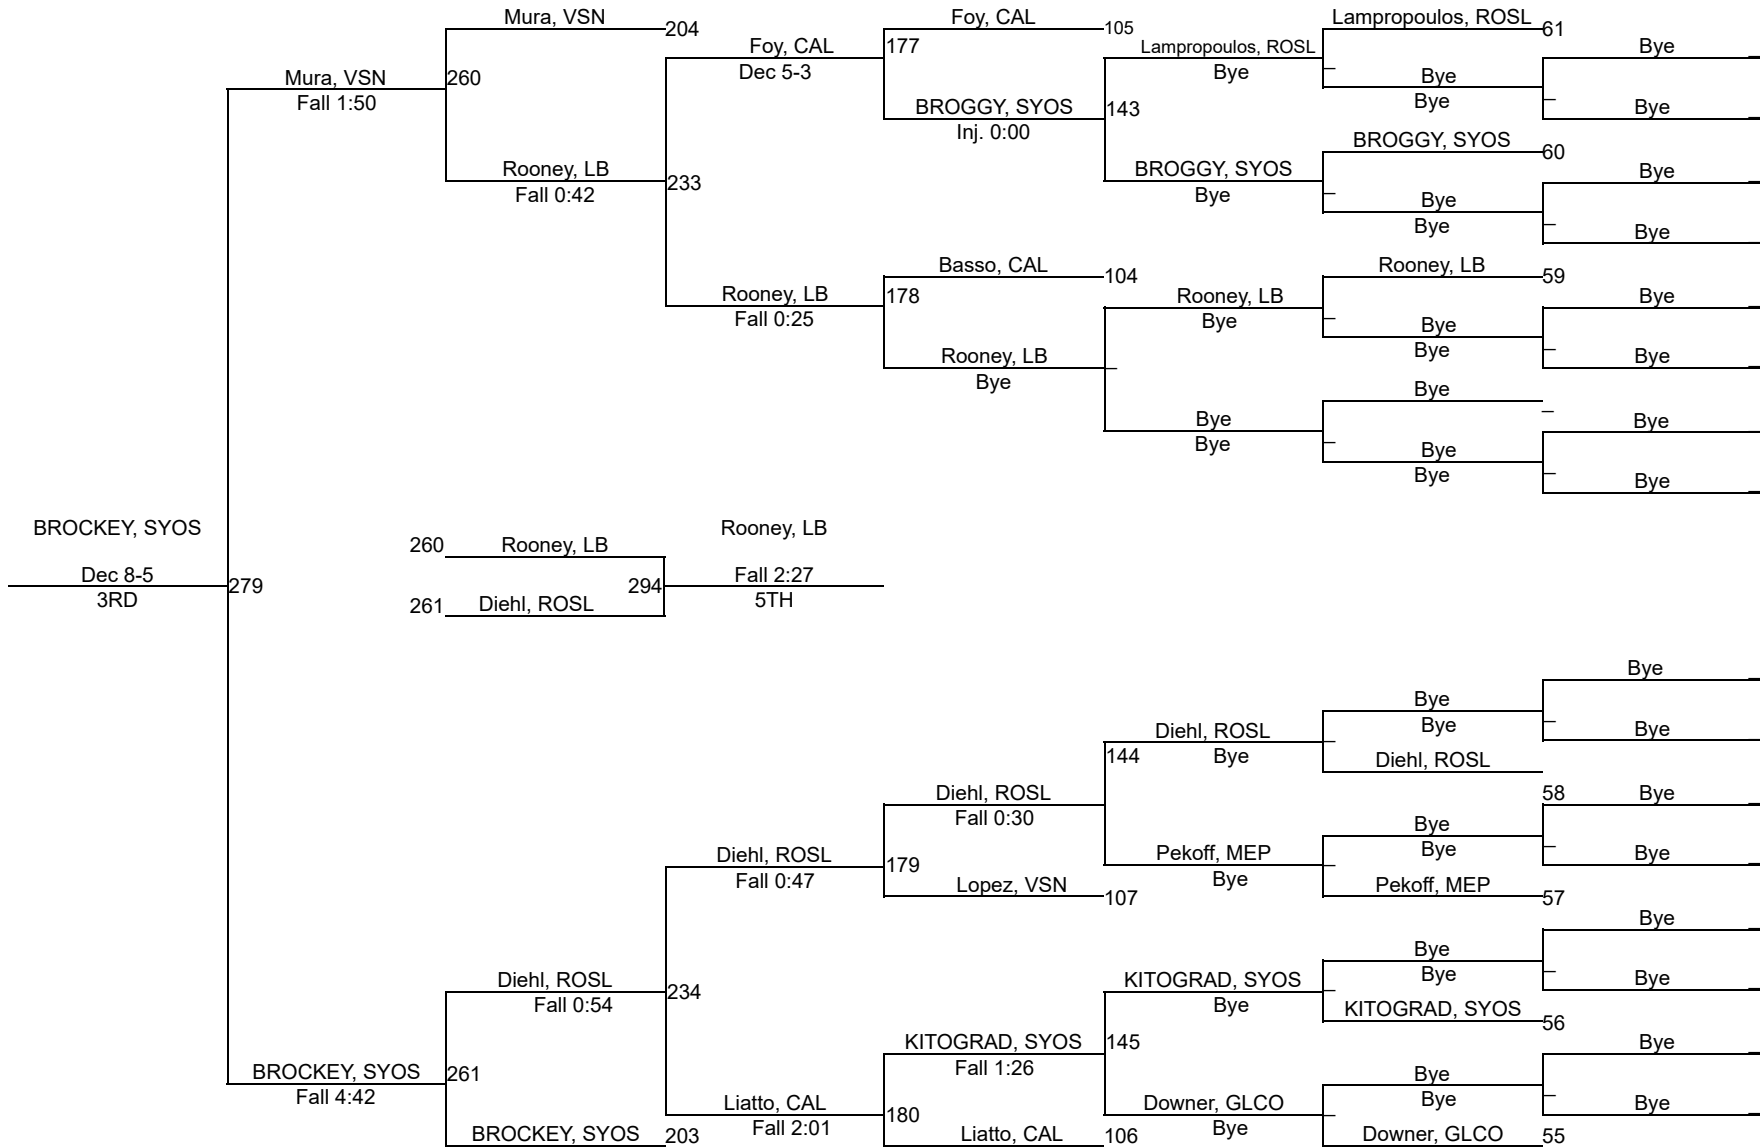 Mura, VSN
204
Mura, VSN
Fall 1:50
260
Rooney, LB
Fall 0:42
233
Foy, CAL
Dec 5-3
177
Foy, CAL
105
BROGGY, SYOS
Inj. 0:00
143
Lampropoulos, ROSL
Bye
Lampropoulos, ROSL
61
Bye
Bye
Bye
Bye
BROGGY, SYOS
Bye
BROGGY, SYOS
60
Bye
Bye
Bye
Bye
Rooney, LB
Fall 0:25
178
Basso, CAL
104
Rooney, LB
Bye
Rooney, LB
Bye
Rooney, LB
59
Bye
Bye
Bye
Bye
Bye
Bye
Bye
Bye
Bye
Bye
Bye
BROCKEY, SYOS
Dec 8-5
3RD
279
260
Rooney, LB
261
Diehl, ROSL
294
Rooney, LB
Fall 2:27
5TH
Bye
Bye
Bye
Bye
Diehl, ROSL
Bye
144
Diehl, ROSL
58
Diehl, ROSL
Fall 0:30
Bye
Bye
Bye
Bye
Pekoff, MEP
Bye
Pekoff, MEP
57
Diehl, ROSL
Fall 0:47
179
Lopez, VSN
107
Diehl, ROSL
Fall 0:54
234
Bye
Bye
Bye
Bye
KITOGRAD, SYOS
Bye
KITOGRAD, SYOS
56
KITOGRAD, SYOS
Fall 1:26
145
Bye
Bye
Bye
Bye
Downer, GLCO
Bye
Downer, GLCO
55
Liatto, CAL
Fall 2:01
180
Liatto, CAL
106
BROCKEY, SYOS
Fall 4:42
261
BROCKEY, SYOS
203